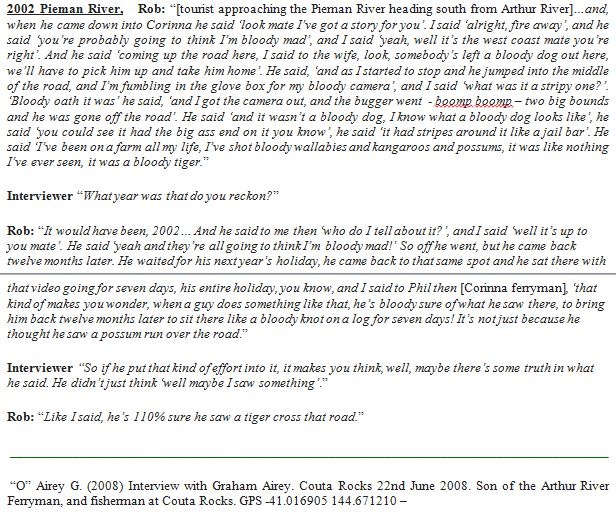 2002 Pieman River,    Rob: “[tourist approaching the Pieman River heading south from Arthur River]...and,
when he came down into Corinna he said ‘look mate I’ve got a story for you’. I said ‘alright, fire away’, and he
said ‘you’re probably going to think I’m bloody mad’, and I said ‘yeah, well it’s the west coast mate you’re
right’. And he said ‘coming up the road here, I said to the wife, look, somebody’s left a bloody dog out here,
we’ll have to pick him up and take him home’. He said, ‘and as I started to stop and he jumped into the middle
of the road, and I’m fumbling in the glove box for my bloody camera’, and I said ‘what was it a stripy one?’.
‘Bloody oath it was’ he said, ‘and I got the camera out, and the bugger went - boomp, boomp – two big bounds
and he was gone off the road’. He said ‘and it wasn’t a bloody dog, I know what a bloody dog looks like’, he
said ‘you could see it had the big ass end on it you know’, he said ‘it had stripes around it like a jail bar’. He
said ‘I’ve been on a farm all my life, I’ve shot bloody wallabies and kangaroos and possums, it was like nothing
I’ve ever seen, it was a bloody tiger.”
Interviewer “What year was that do you reckon?”
Rob: “It would have been, 2002… And he said to me then ‘who do I tell about it?’, and I said ‘well it’s up to
you mate’. He said ‘yeah and they’re all going to think I’m bloody mad!’ So off he went, but he came back
twelve months later. He waited for his next year’s holiday, he came back to that same spot and he sat there with
that video going for seven days, his entire holiday, you know, and I said to Phil then [Corinna ferryman], ‘that
kind of makes you wonder, when a guy does something like that, he’s bloody sure of what he saw there, to bring
him back twelve months later to sit there like a bloody knot on a log for seven days! It’s not just because he
thought he saw a possum run over the road.”
Interviewer “So if he put that kind of effort into it, it makes you think, well, maybe there’s some truth in what
he said. He didn’t just think ‘well maybe I saw something’.”
Rob: “Like I said, he’s 110% sure he saw a tiger cross that road.”
“O” Airey G. (2008) Interview with Graham Airey. Couta Rocks 22nd June 2008. Son of the Arthur River
Ferryman, and fisherman at Couta Rocks. GPS -41.016905 144.671210 –